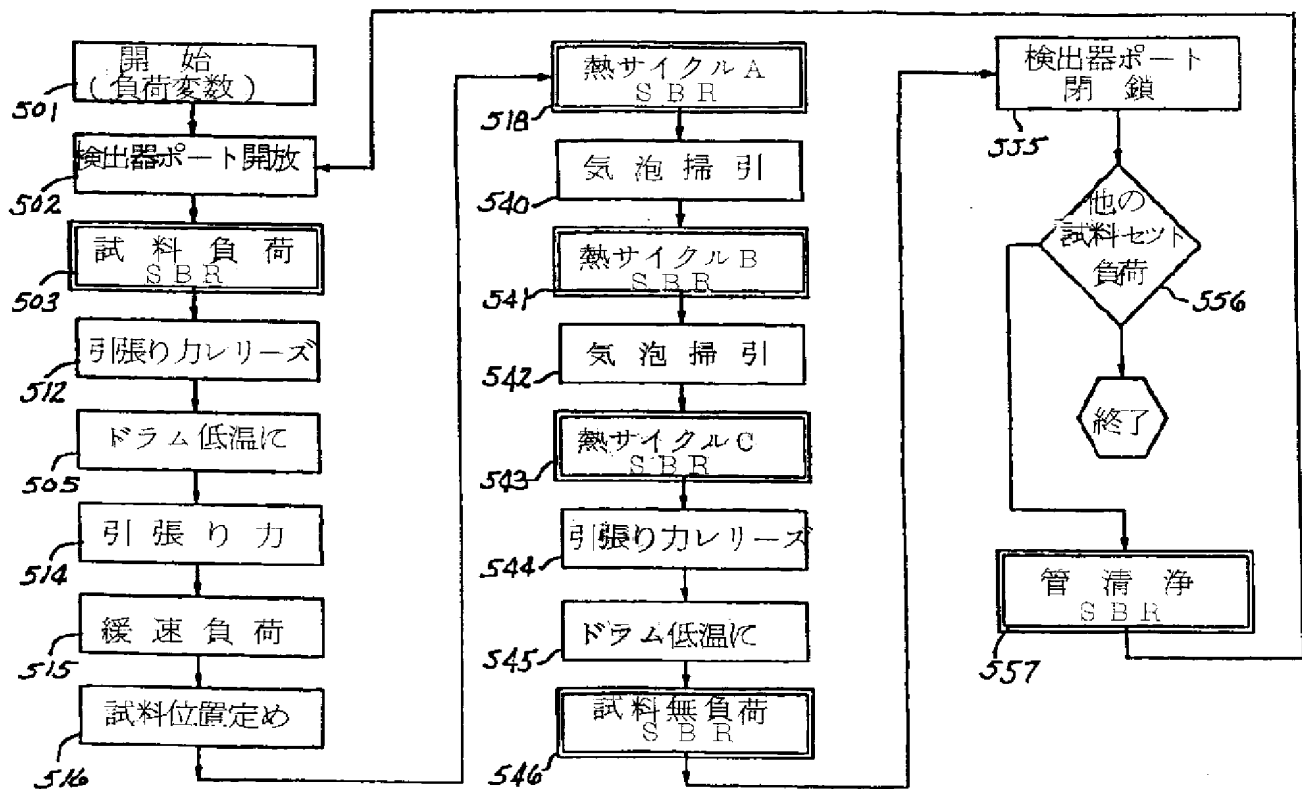 開始
(負荷変数)
501
検出器ポート開放
502
試料負荷
SBR
503
引張り力レリーズ
512
ドラム低温に
505
引張り力
514
緩速負荷
515
試料位置定め
516
熱サイクルA
SBR
518
気泡掃引
540
熱サイクルB
SBR
541
気泡掃引
542
熱サイクルC
SBR
543
引張り力レリーズ
544
ドラム低温に
545
試料無負荷
SBR
546
検出器ポート
閉鎖
555
他の
試料セット
負荷
556
終了
管清浄
SBR
557